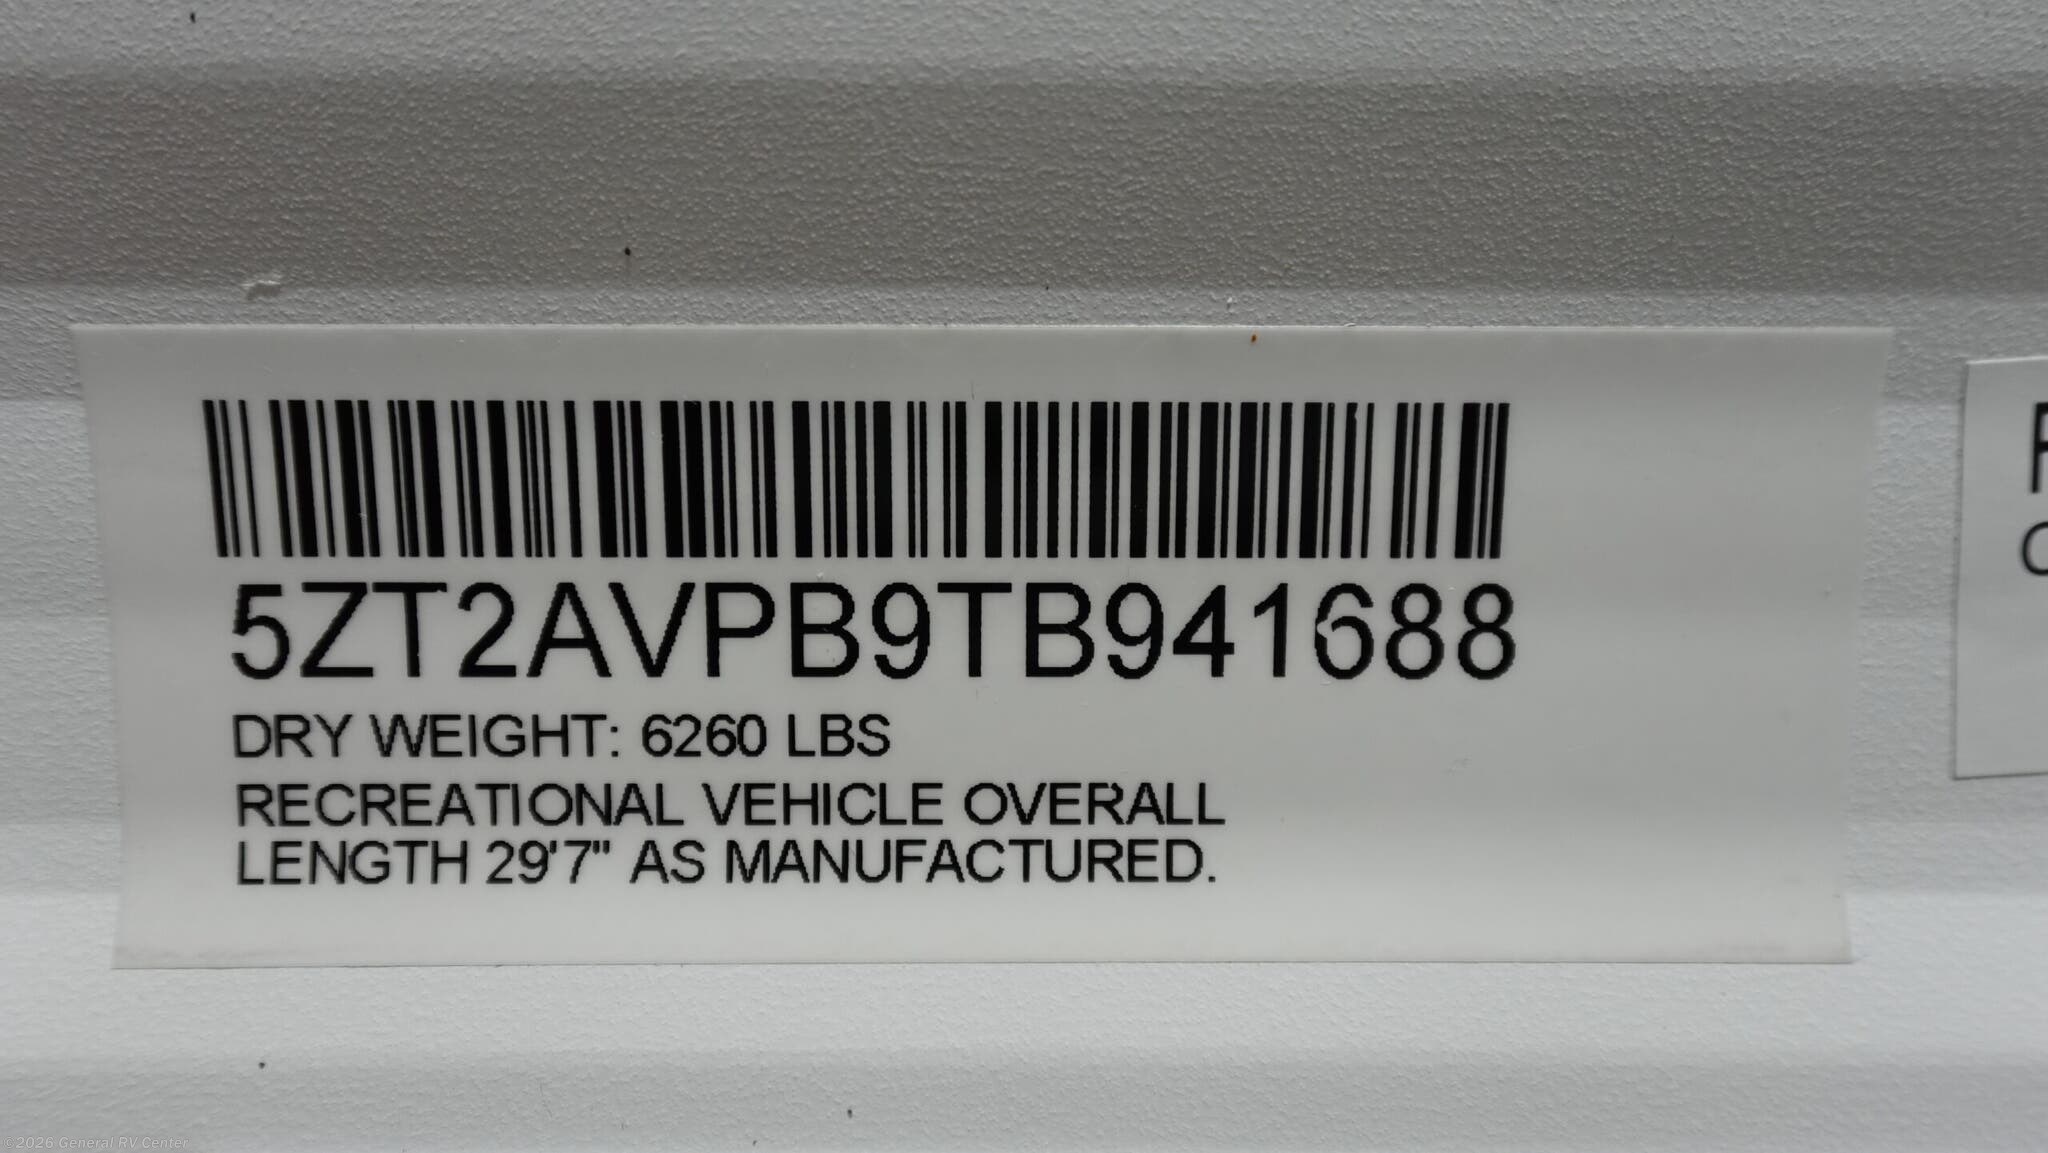 5ZT2AVPB9TB941688
DRY WEIGHT: 6260 LBS
RECREATIONAL VEHICLE OVERALL
LENGTH 29'7" AS MANUFACTURED.
©2026 General RV Center